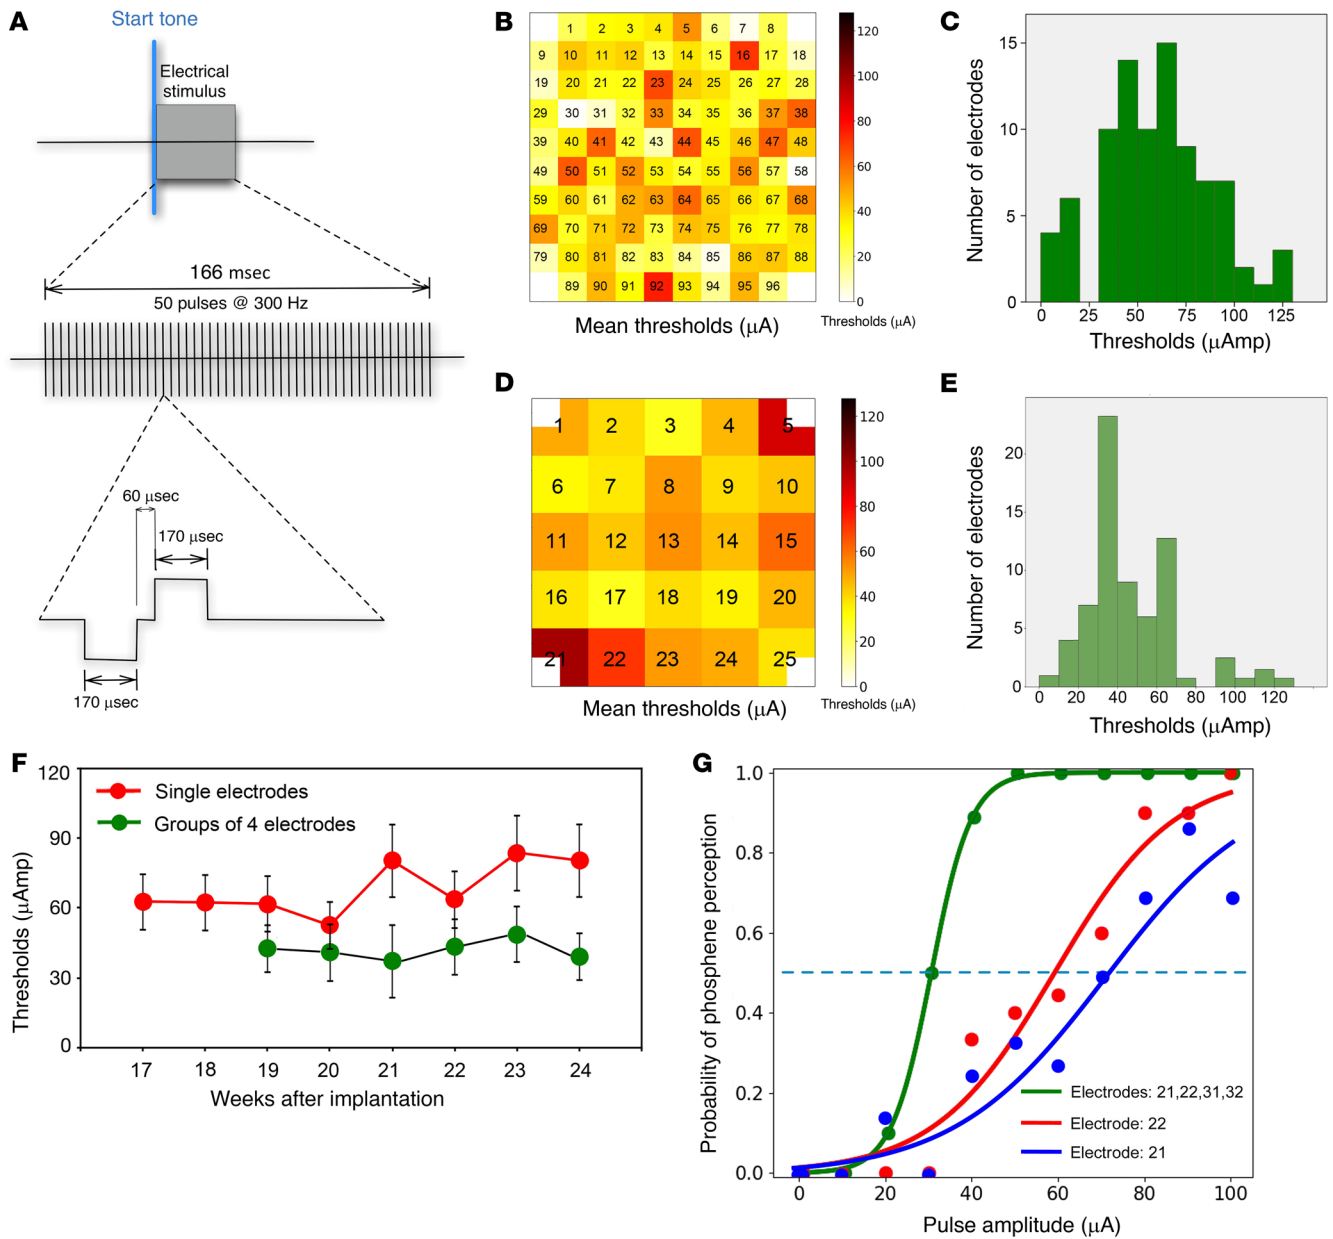 A
Start tone
Electrical
stimulus
166 msec
50 pulses @ 300 Hz
60 μsec
170 μsec
170 μsec
B
1 2 3 4 5 6 7 8
9 10 11 12 13 14 15 16 17 18
19 20 21 22 23 24 25 26 27 28
29 30 31 32 33 34 35 36 37 38
39 40 41 42 43 44 45 46 47 48
49 50 51 52 53 54 55 56 57 58
59 60 61 62 63 64 65 66 67 68
69 70 71 72 73 74 75 76 77 78
79 80 81 82 83 84 85 86 87 88
89 90 91 92 93 94 95 96
Mean thresholds (μA)
120
100
80
60
40
20
0
Thresholds (μA)
C
Number of electrodes
15
10
5
0
0 25 50 75 100 125
Thresholds (μAmp)
D
1 2 3 4 5
6 7 8 9 10
11 12 13 14 15
16 17 18 19 20
21 22 23 24 25
Mean thresholds (μA)
120
100
80
60
40
20
0
Thresholds (μA)
E
Number of electrodes
20
15
10
5
0
0 20 40 60 80 100 120
Thresholds (μAmp)
F
Thresholds (μAmp)
120
90
60
30
0
Single electrodes
Groups of 4 electrodes
17 18 19 20 21 22 23 24
Weeks after implantation
G
Probability of phosphene perception
1.0
0.8
0.6
0.4
0.2
0.0
Electrodes: 21,22,31,32
Electrode: 22
Electrode: 21
0 20 40 60 80 100
Pulse amplitude (μA)